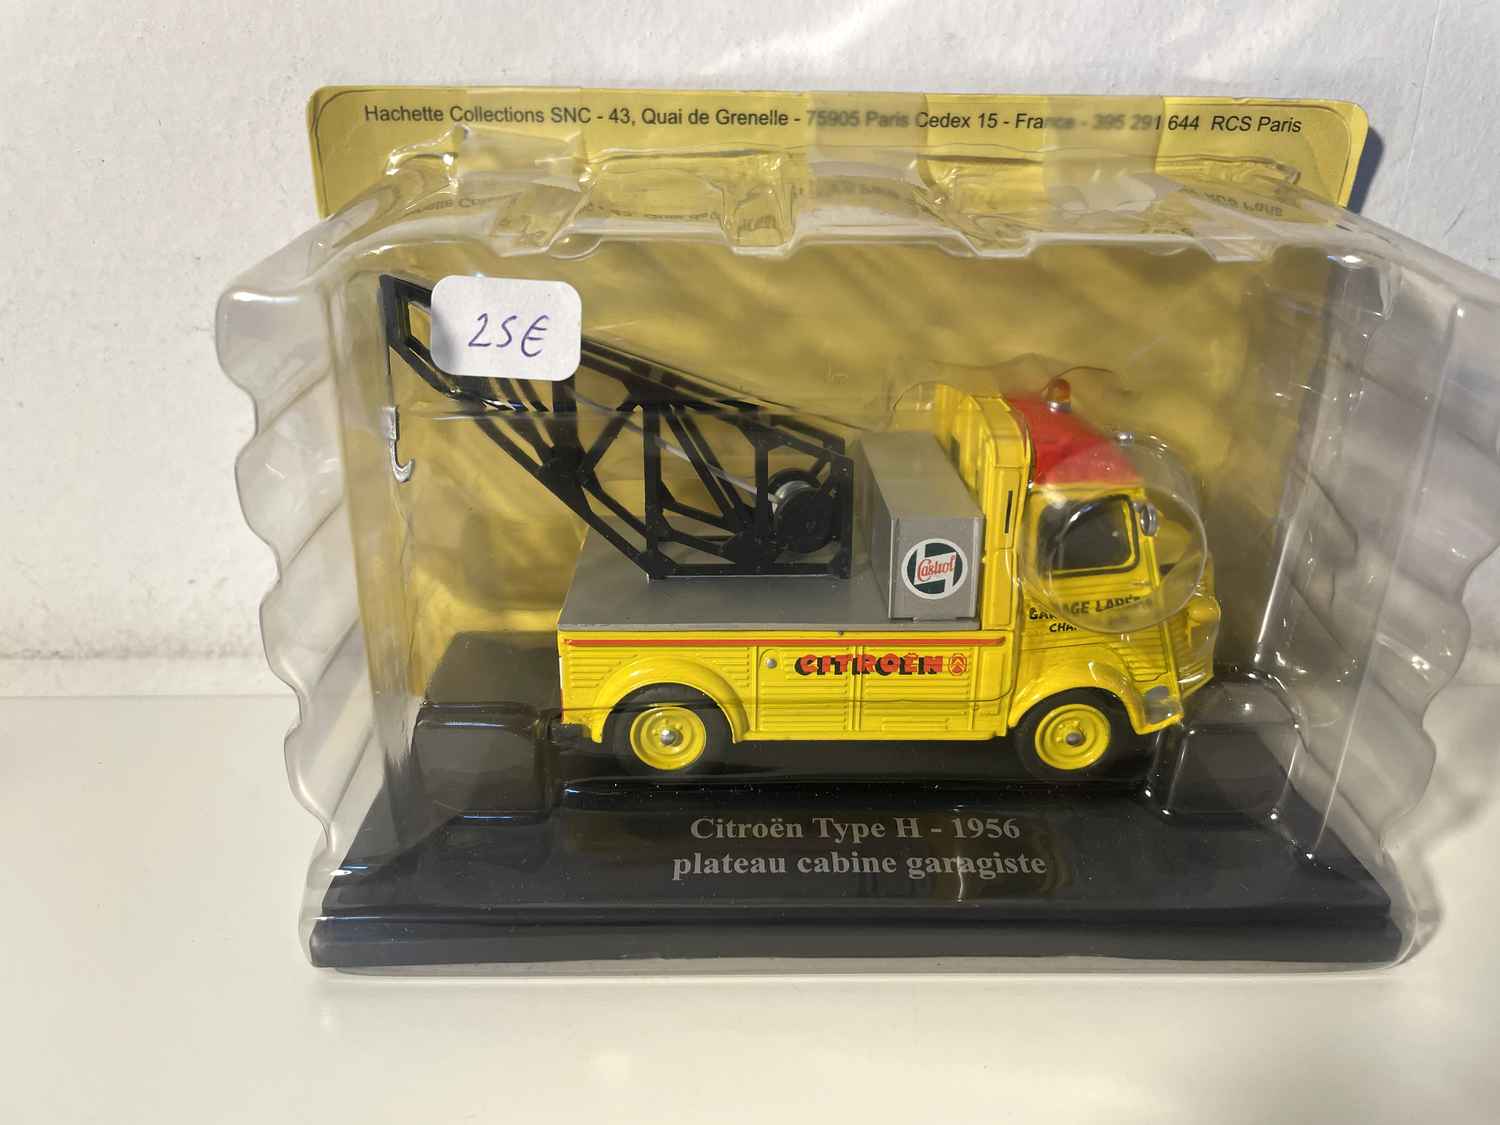 Hachette Collections SNC - 43, Quai de Grenelle - 75905 Paris Cedex 15 - France - 395 291 644 RCS Paris
25€
Castrol
GARAGE
CITROËN
Citroën Type H - 1956
plateau cabine garagiste